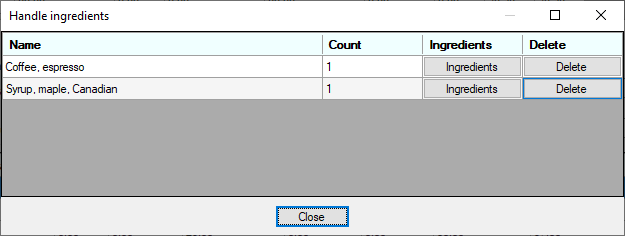 Handle ingredients
Name Count Ingredients Delete
Coffee, espresso 1 Ingredients Delete
Syrup, maple, Canadian 1 Ingredients Delete
Close